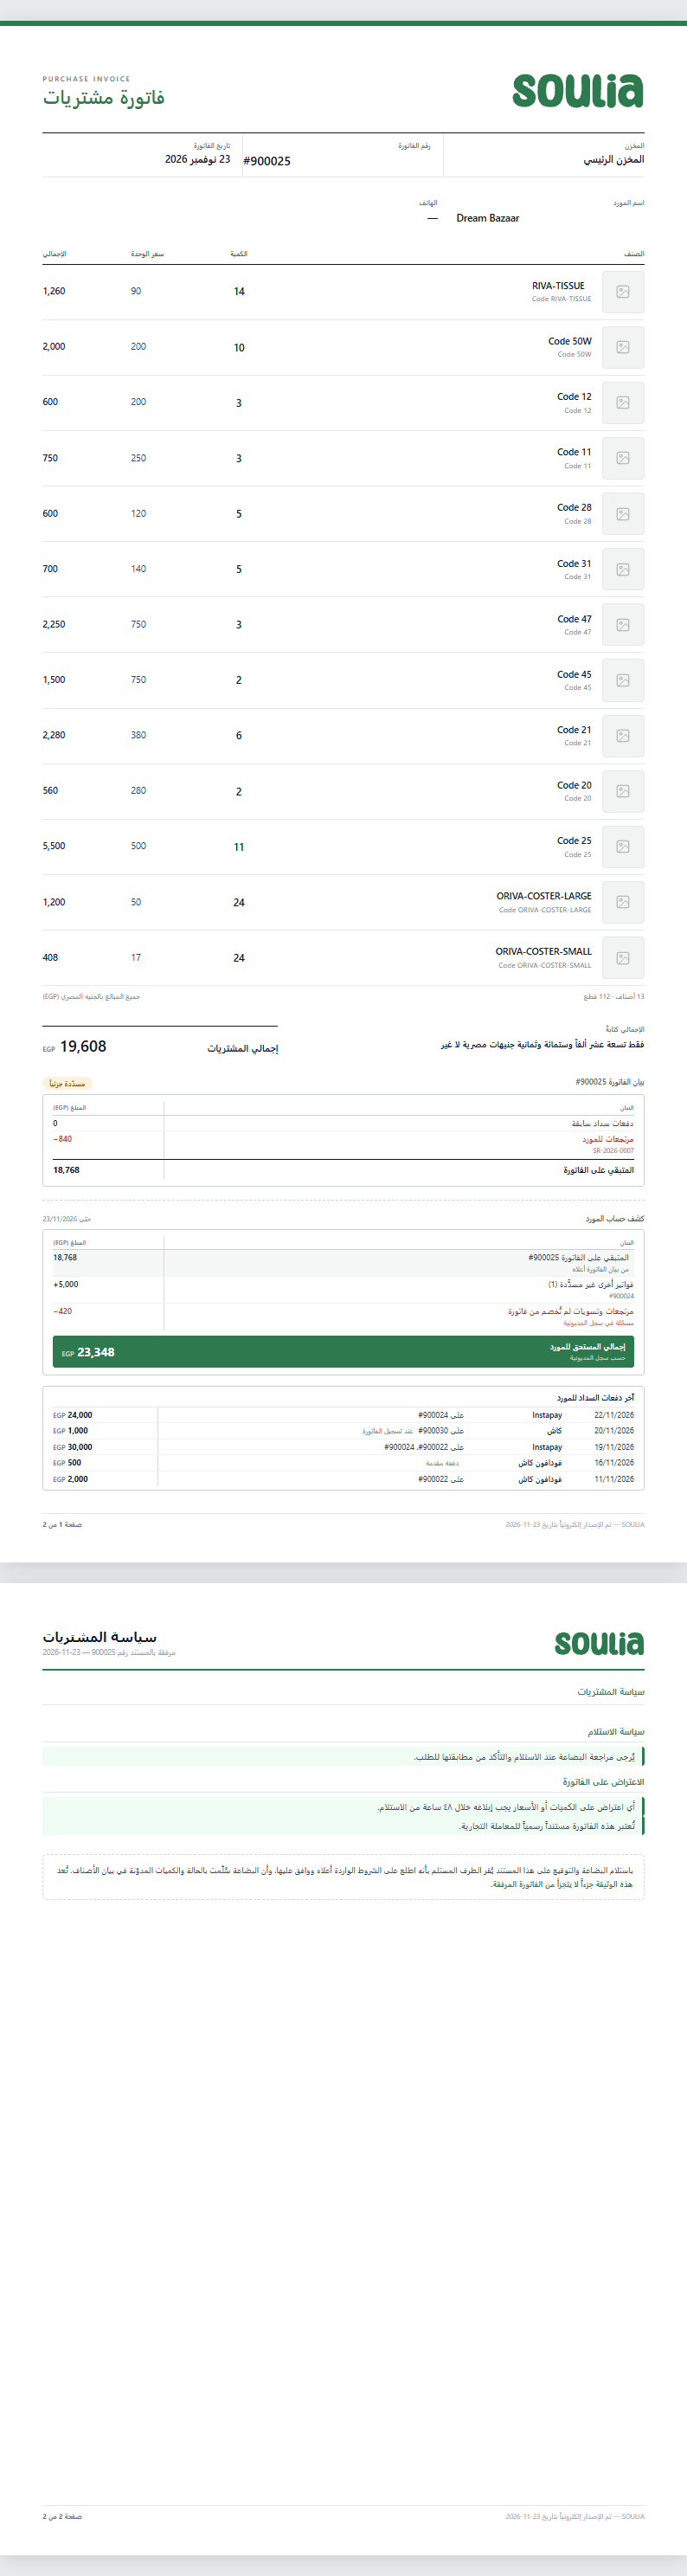 soulia
PURCHASE INVOICE
فاتورة مشتريات
المخزن
المخزن الرئيسي
رقم الفاتورة
#900025
تاريخ الفاتورة
23 نوفمبر 2026
اسم المورد
Dream Bazaar
الهاتف
—
الصنف الكمية سعر الوحدة الإجمالي
RIVA-TISSUE 14 90 1,260
Code RIVA-TISSUE
Code 50W 10 200 2,000
Code 50W
Code 12 3 200 600
Code 12
Code 11 3 250 750
Code 11
Code 28 5 120 600
Code 28
Code 31 5 140 700
Code 31
Code 47 3 750 2,250
Code 47
Code 45 2 750 1,500
Code 45
Code 21 6 380 2,280
Code 21
Code 20 2 280 560
Code 20
Code 25 11 500 5,500
Code 25
ORIVA-COSTER-LARGE 24 50 1,200
Code ORIVA-COSTER-LARGE
ORIVA-COSTER-SMALL 24 17 408
Code ORIVA-COSTER-SMALL
13 أصناف · 112 قطع
جميع المبالغ بالجنيه المصري (EGP)
الإجمالي كتابةً
فقط تسعة عشر ألفاً وستمائة وثمانية جنيهات مصرية لا غير
إجمالي المشتريات 19,608 EGP
بيان الفاتورة #900025
مسدّدة جزئياً
البيان المبلغ (EGP)
دفعات سداد سابقة 0
مرتجعات للمورد −840
SR-2026-0007
المتبقي على الفاتورة 18,768
كشف حساب المورد
حتى 23/11/2026
البيان المبلغ (EGP)
المتبقي على الفاتورة #900025 18,768
من بيان الفاتورة أعلاه
فواتير أخرى غير مسدَّدة (1) +5,000
#900024
مرتجعات وتسويات لم تُخصم من فاتورة −420
مسجّلة في سجل المديونية
إجمالي المستحق للمورد 23,348 EGP
حسب سجل المديونية
آخر دفعات السداد للمورد
22/11/2026 Instapay على #900024 24,000 EGP
20/11/2026 كاش على #900030 عند تسجيل الفاتورة 1,000 EGP
19/11/2026 Instapay على #900022، #900024 30,000 EGP
16/11/2026 فودافون كاش دفعة مقدمة 500 EGP
11/11/2026 فودافون كاش على #900022 2,000 EGP
SOULIA — تم الإصدار إلكترونياً بتاريخ 23-11-2026
صفحة 1 من 2
soulia
سياسة المشتريات
مرفقة بالمستند رقم 900025 — 23-11-2026
سياسة المشتريات
سياسة الاستلام
يُرجى مراجعة البضاعة عند الاستلام والتأكد من مطابقتها للطلب.
الاعتراض على الفاتورة
أي اعتراض على الكميات أو الأسعار يجب إبلاغه خلال ٤٨ ساعة من الاستلام.
تُعتبر هذه الفاتورة مستنداً رسمياً للمعاملة التجارية.
باستلام البضاعة والتوقيع على هذا المستند يُقر الطرف المستلم بأنه اطلع على الشروط الواردة أعلاه ووافق عليها، وأن البضاعة سُلّمت بالحالة والكميات المدوّنة في بيان الأصناف. تُعد
هذه الوثيقة جزءاً لا يتجزأ من الفاتورة المرفقة.
SOULIA — تم الإصدار إلكترونياً بتاريخ 23-11-2026
صفحة 2 من 2